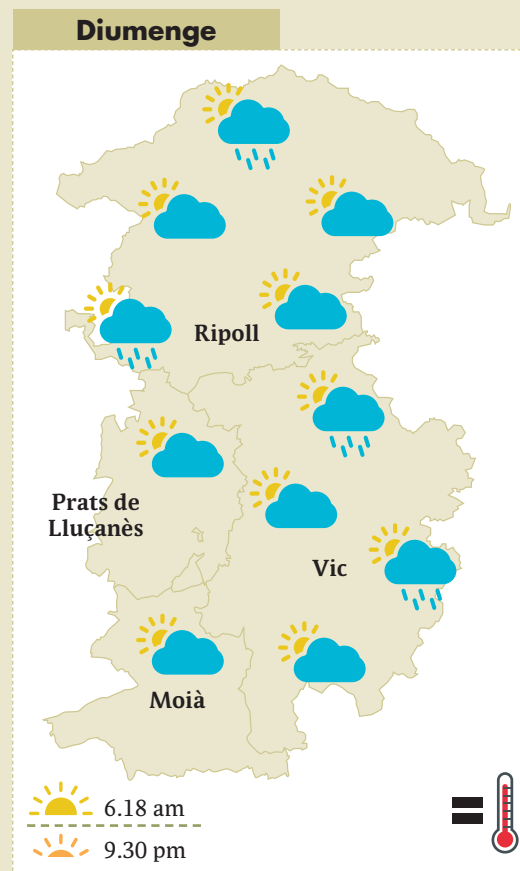 Diumenge
Ripoll
Prats de
Lluçanès
Vic
Moià
6.18 am
9.30 pm